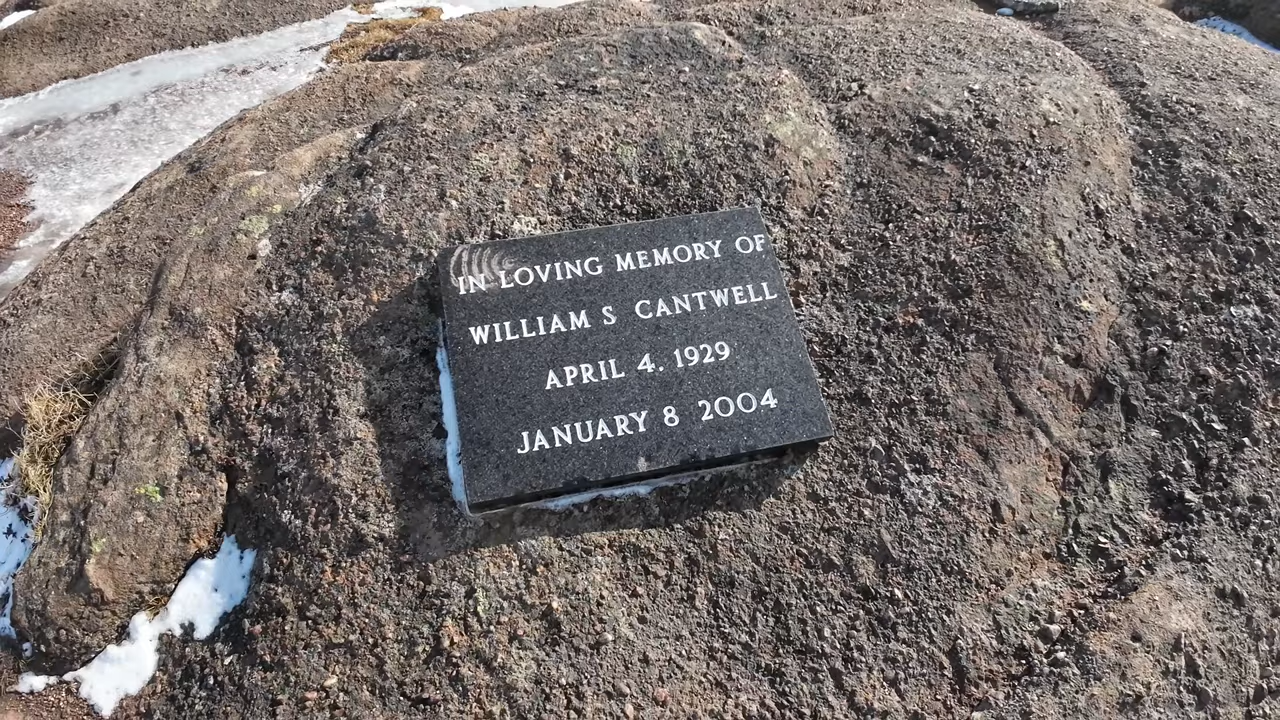 IN LOVING MEMORY OF
WILLIAM S CANTWELL
APRIL 4. 1929
JANUARY 8 2004